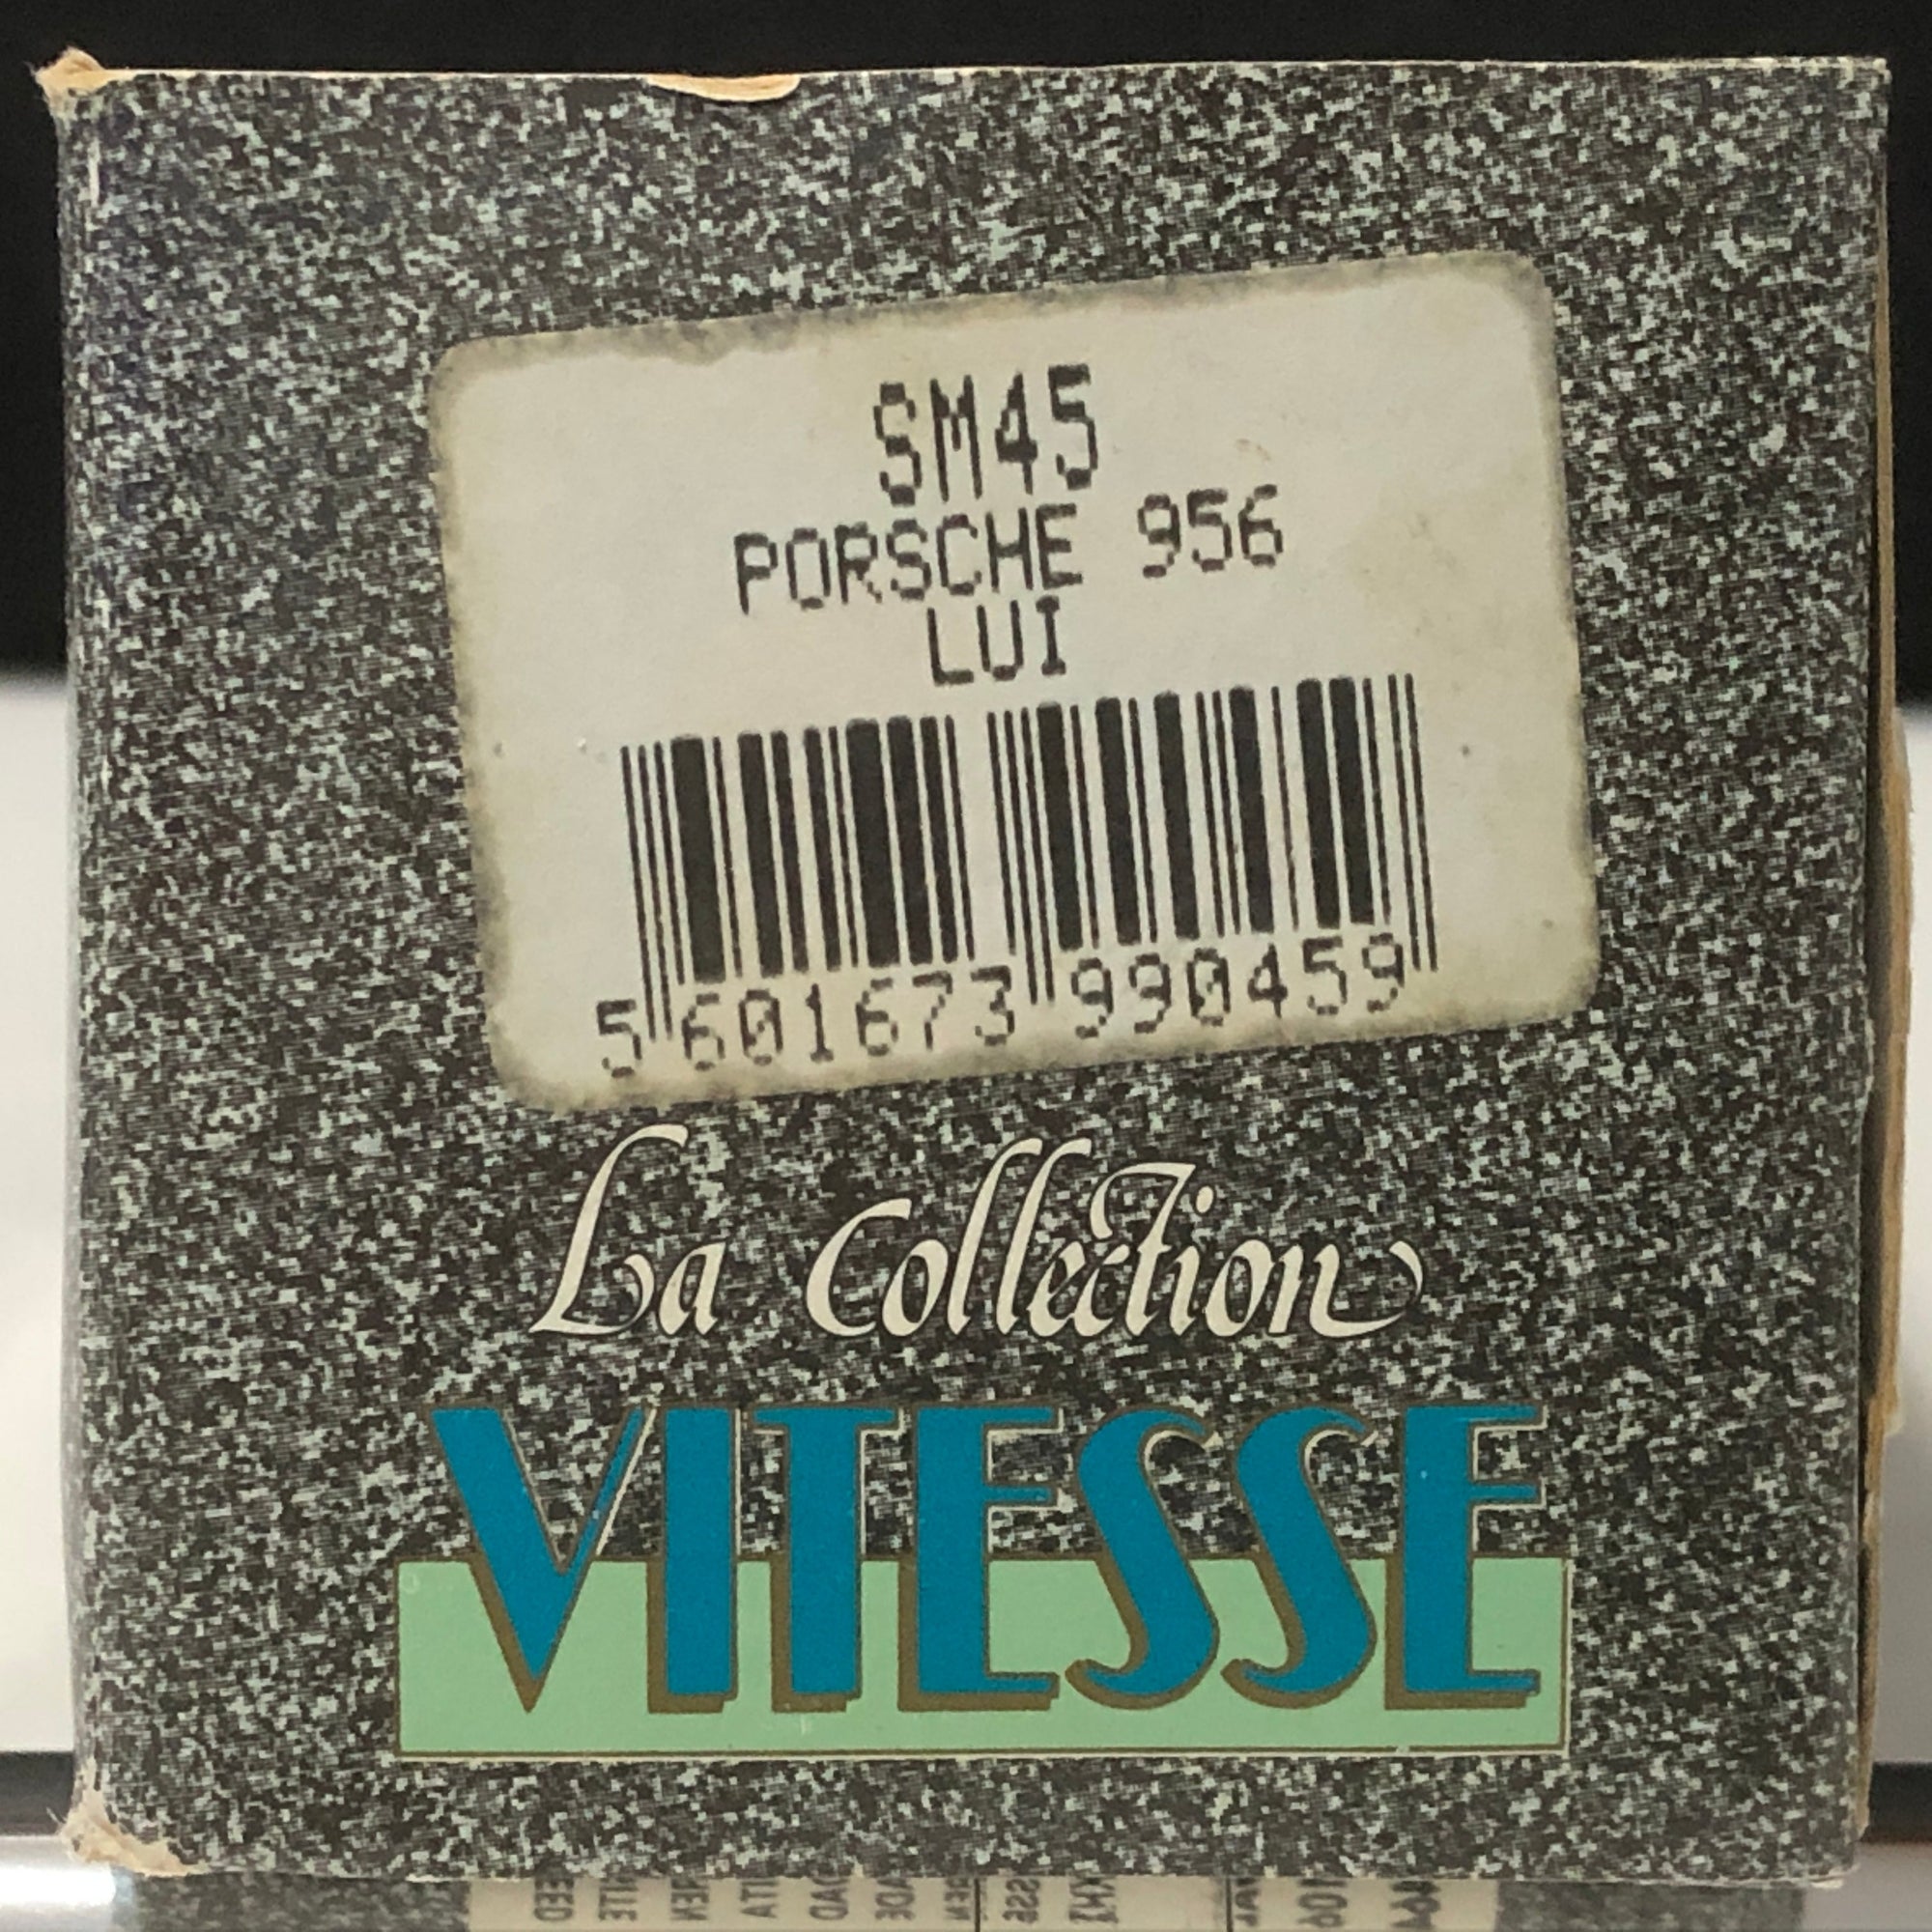 SM45
PORSCHE 956
LUI
5 601673 990459
La Collection
VITESSE